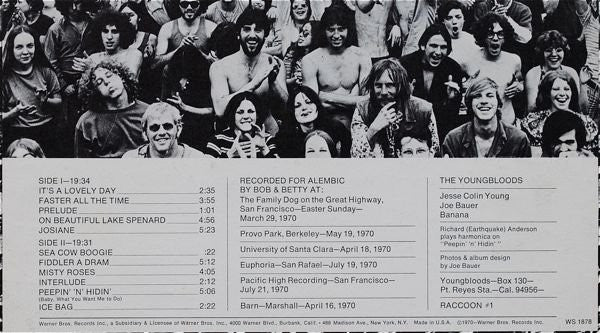 SIDE I—19:34
IT'S A LOVELY DAY 2:35
FASTER ALL THE TIME 3:55
PRELUDE 1:01
ON BEAUTIFUL LAKE SPENARD 4:56
JOSIANE 5:23
SIDE II—19:31
SEA COW BOOGIE :22
FIDDLER A DRAM 5:12
MISTY ROSES 4:05
INTERLUDE 2:12
PEEPIN' 'N' HIDIN' 5:06
(Baby, What You Want Me to Do)
ICE BAG 2:22
RECORDED FOR ALEMBIC
BY BOB & BETTY AT:
The Family Dog on the Great Highway,
San Francisco—Easter Sunday—
March 29, 1970
Provo Park, Berkeley—May 19, 1970
University of Santa Clara—April 18, 1970
Euphoria—San Rafael—July 19, 1970
Pacific High Recording—San Francisco—
July 21, 1970
Barn—Marshall—April 16, 1970
THE YOUNGBLOODS
Jesse Colin Young
Joe Bauer
Banana
Richard (Earthquake) Anderson
plays harmonica on
"Peepin' 'n' Hidin' "
Photos & album design
by Joe Bauer
Youngbloods—Box 130—
Pt. Reyes Sta.—Cal. 94956—
RACCOON #1
Warner Bros. Records Inc., a Subsidiary & Licensee of Warner Bros. Inc., 4000 Warner Blvd., Burbank, Calif. • 488 Madison Ave., New York, N.Y. Made in U.S.A. ©1970—Warner Bros. Records Inc. WS 1878